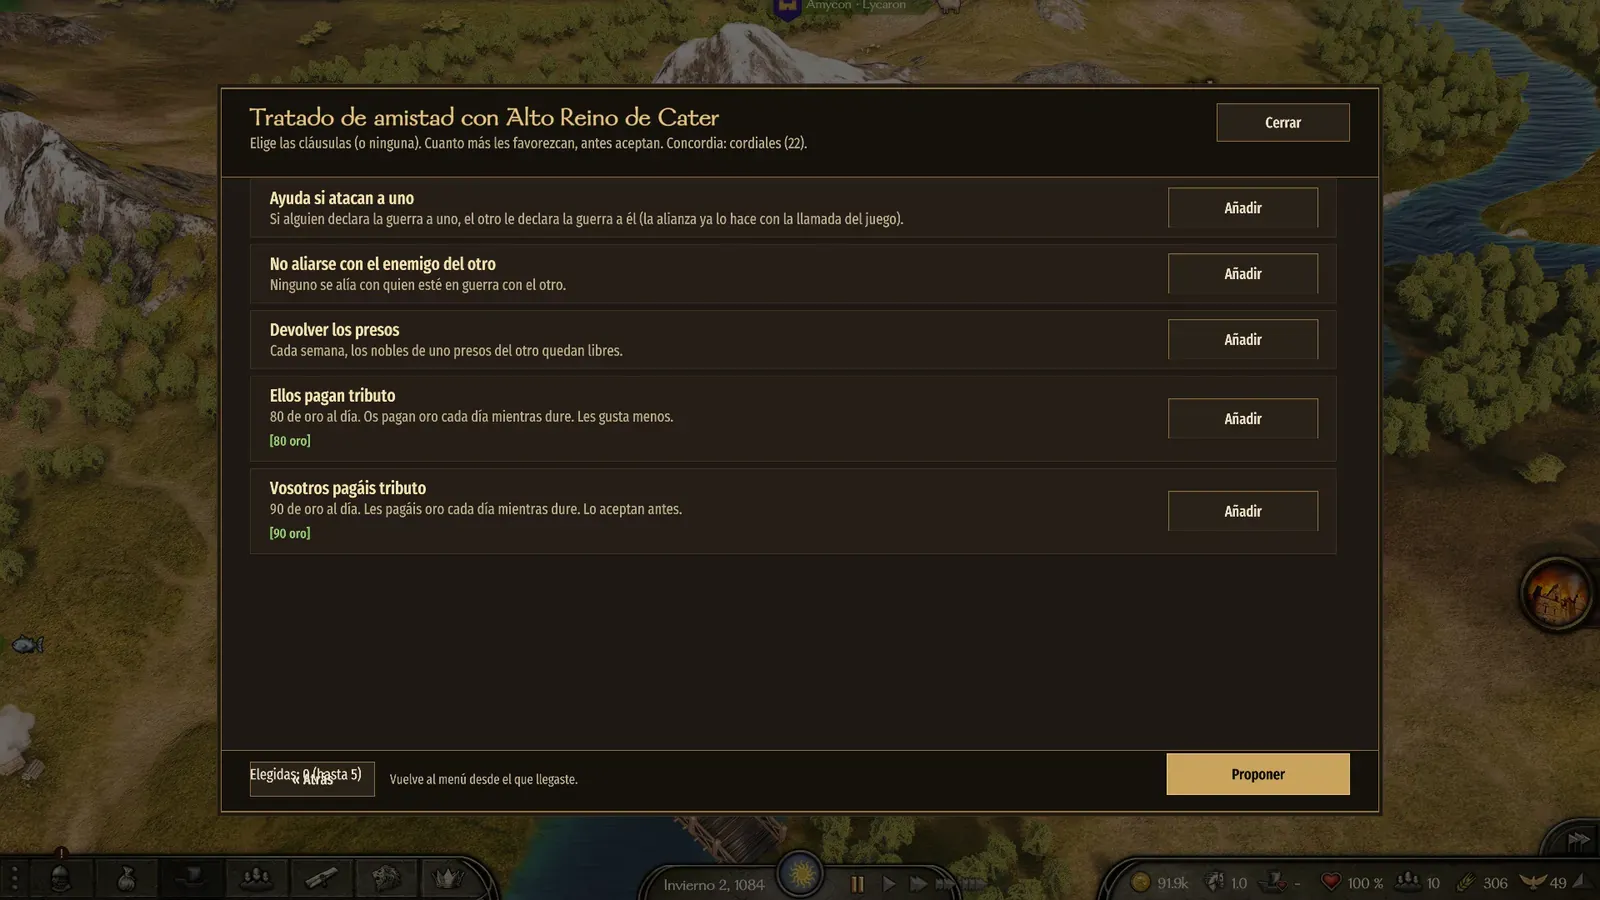 Amycon - Lycaron
Tratado de amistad con Alto Reino de Cater
Elige las cláusulas (o ninguna). Cuanto más les favorezcan, antes aceptan. Concordia: cordiales (22).
Cerrar
Ayuda si atacan a uno
Si alguien declara la guerra a uno, el otro le declara la guerra a él (la alianza ya lo hace con la llamada del juego).
Añadir
No aliarse con el enemigo del otro
Ninguno se alía con quien esté en guerra con el otro.
Añadir
Devolver los presos
Cada semana, los nobles de uno presos del otro quedan libres.
Añadir
Ellos pagan tributo
80 de oro al día. Os pagan oro cada día mientras dure. Les gusta menos.
[80 oro]
Añadir
Vosotros pagáis tributo
90 de oro al día. Les pagáis oro cada día mientras dure. Lo aceptan antes.
[90 oro]
Añadir
Elegidas: 0 (hasta 5)
« Atrás
Vuelve al menú desde el que llegaste.
Proponer
Invierno 2, 1084
91.9k
1.0
-
100 %
10
306
49